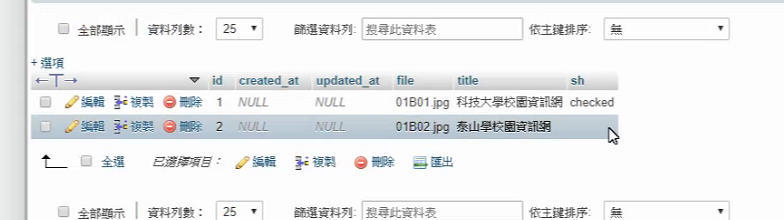 全部顯示 資料列數: 25 篩選資料列: 搜尋此資料表 依主鍵排序: 無
+ 選項
←T→ id created_at updated_at file title sh
編輯 複製 刪除 1 NULL NULL 01B01.jpg 科技大學校園資訊網 checked
編輯 複製 刪除 2 NULL NULL 01B02.jpg 泰山學校園資訊網
全選 已選擇項目: 編輯 複製 刪除 匯出
全部顯示 資料列數: 25 篩選資料列: 搜尋此資料表 依主鍵排序: 無